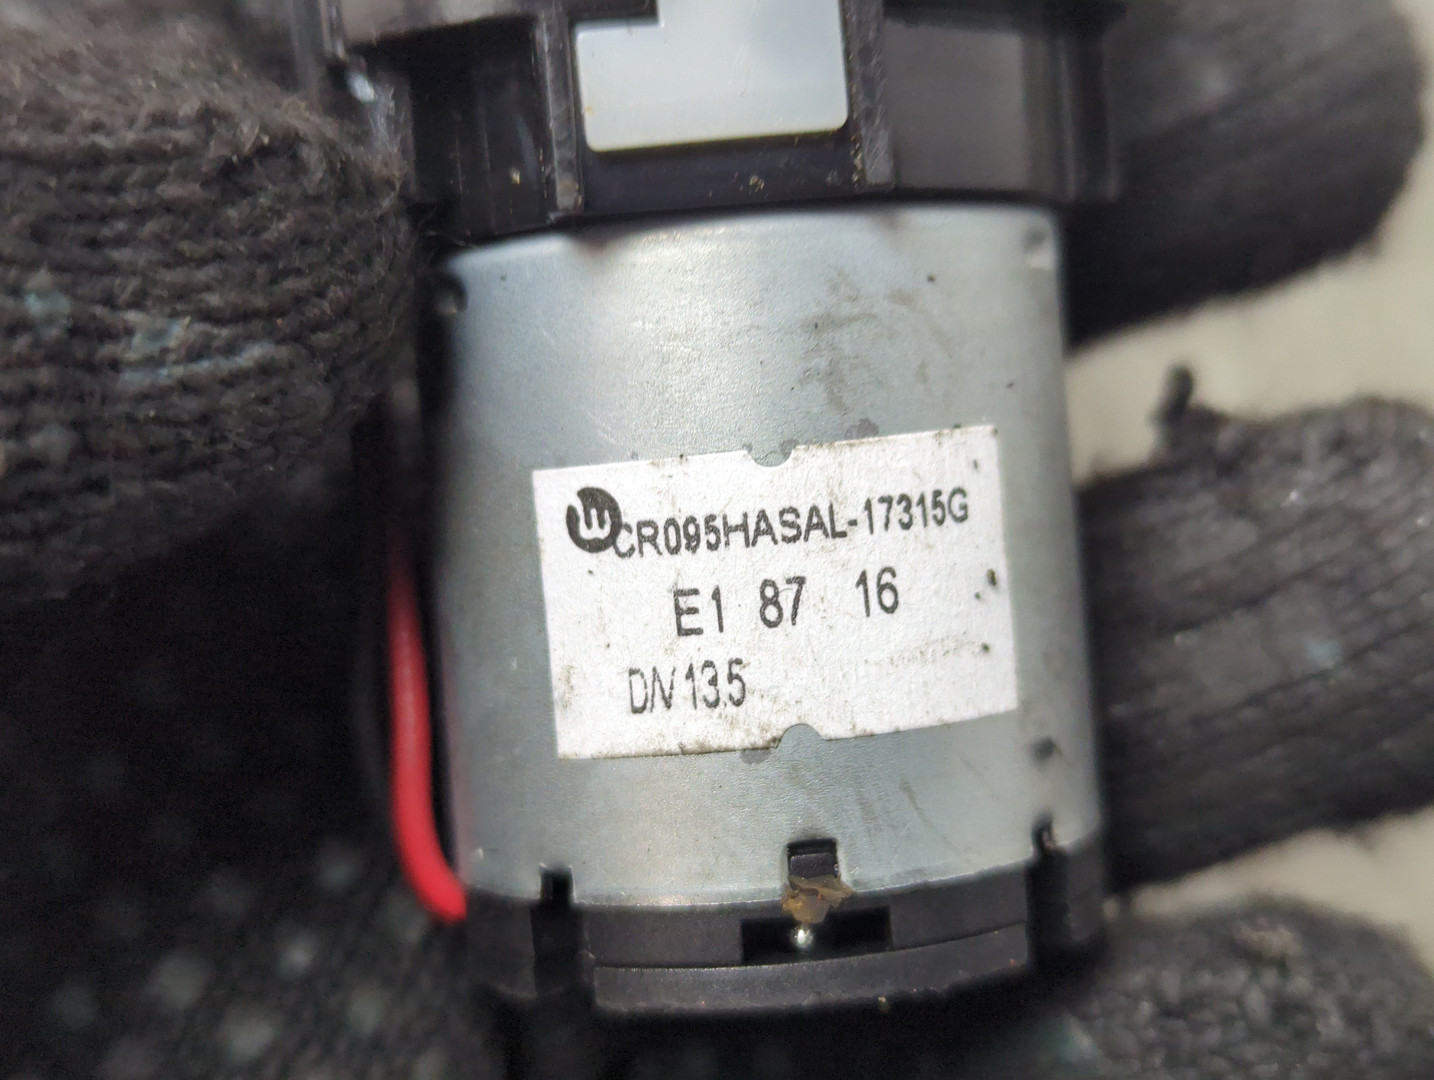 CR095HASAL-17315G
E1 87 16
D/V 13.5